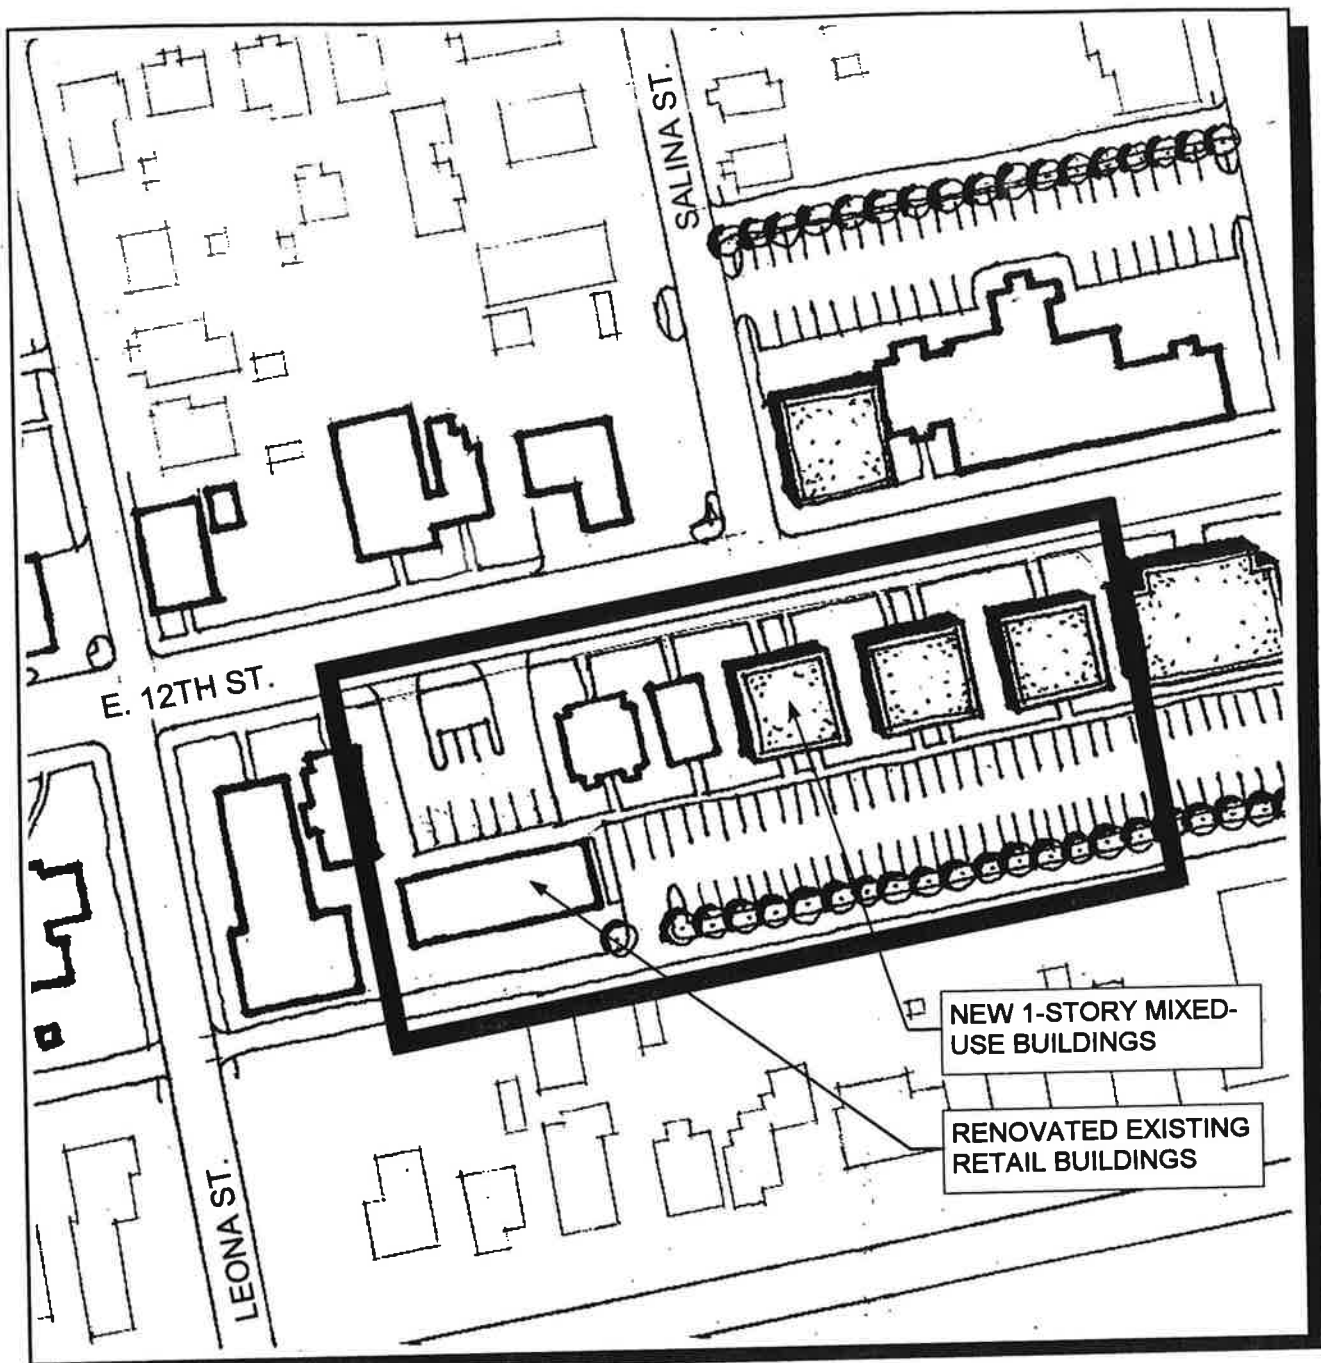 SALINA ST.
E. 12TH ST.
NEW 1-STORY MIXED-
USE BUILDINGS
RENOVATED EXISTING
RETAIL BUILDINGS
LEONA ST.